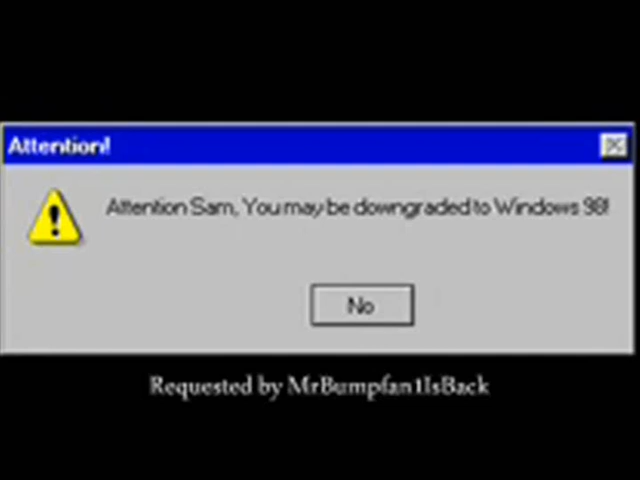 Attention!
Attention Sam, You may be downgraded to Windows 98!
No
Requested by MrBumpfan1IsBack